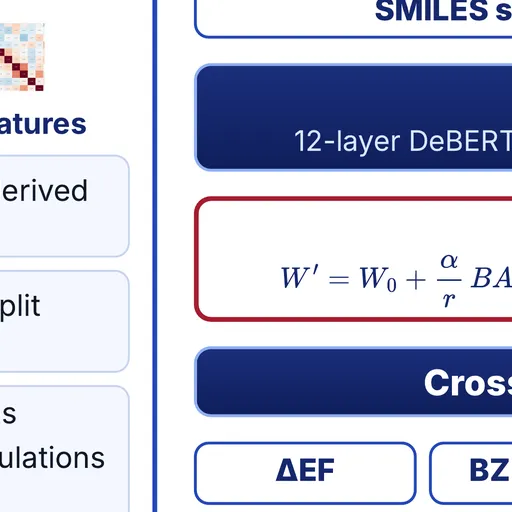 atures
erived
plit
s
ulations
SMILES s
12-layer DeBERT
W′ = W₀ + α/r BA
Cross
ΔEF
BZ